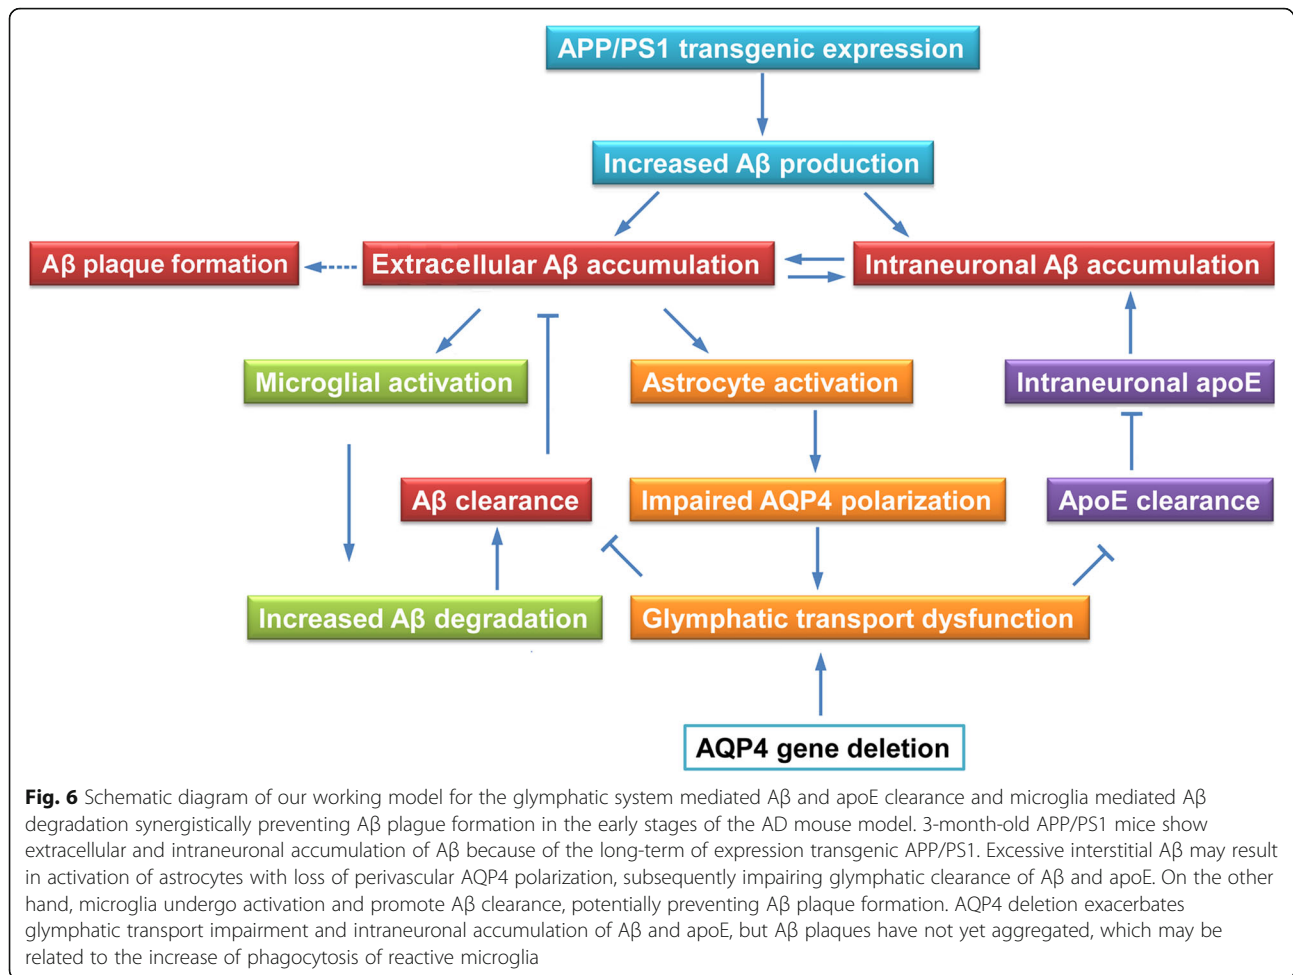 APP/PS1 transgenic expression
Increased Aβ production
Aβ plaque formation
Extracellular Aβ accumulation
Intraneuronal Aβ accumulation
Microglial activation
Astrocyte activation
Intraneuronal apoE
Aβ clearance
Impaired AQP4 polarization
ApoE clearance
Increased Aβ degradation
Glymphatic transport dysfunction
AQP4 gene deletion
Fig. 6 Schematic diagram of our working model for the glymphatic system mediated Aβ and apoE clearance and microglia mediated Aβ
degradation synergistically preventing Aβ plague formation in the early stages of the AD mouse model. 3-month-old APP/PS1 mice show
extracellular and intraneuronal accumulation of Aβ because of the long-term of expression transgenic APP/PS1. Excessive interstitial Aβ may result
in activation of astrocytes with loss of perivascular AQP4 polarization, subsequently impairing glymphatic clearance of Aβ and apoE. On the other
hand, microglia undergo activation and promote Aβ clearance, potentially preventing Aβ plaque formation. AQP4 deletion exacerbates
glymphatic transport impairment and intraneuronal accumulation of Aβ and apoE, but Aβ plaques have not yet aggregated, which may be
related to the increase of phagocytosis of reactive microglia